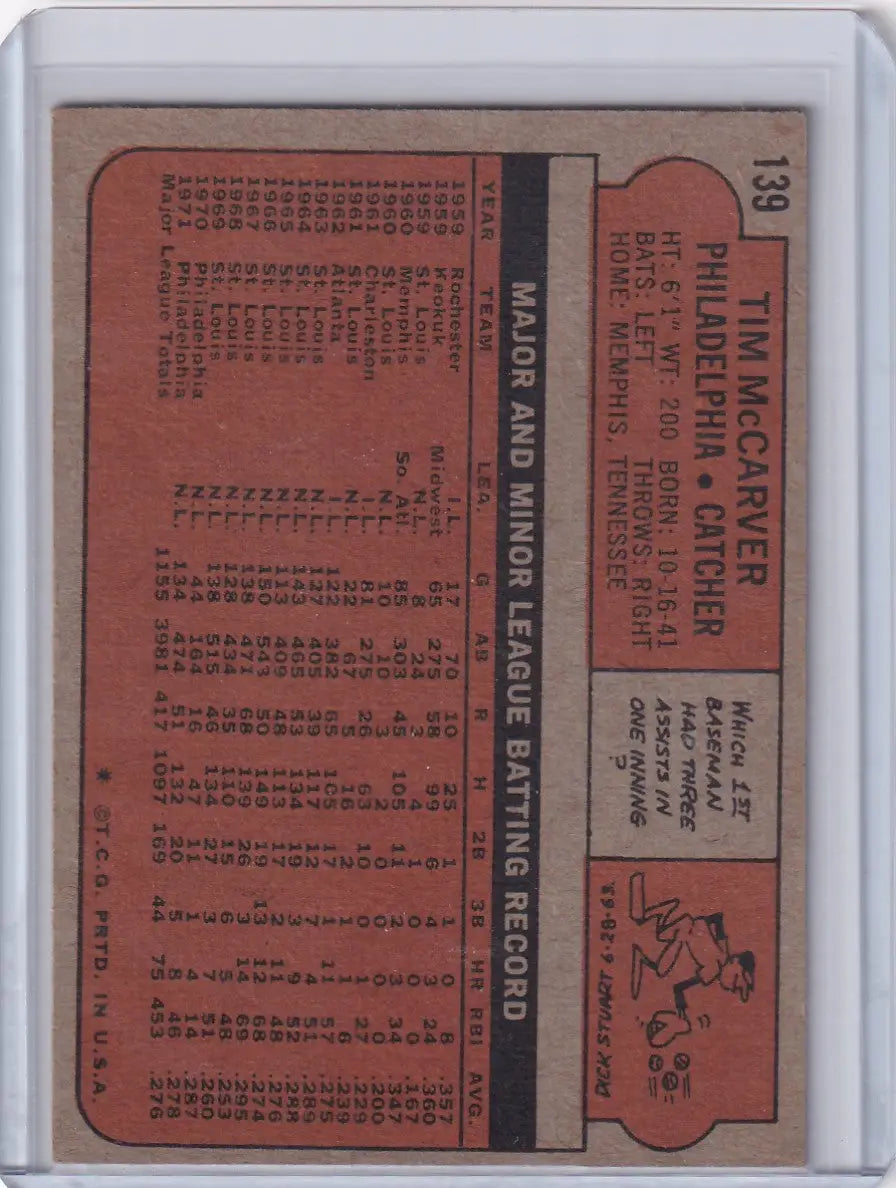 139
TIM McCARVER
PHILADELPHIA • CATCHER
HT: 6'1" WT: 200 BORN: 10-16-41
BATS: LEFT THROWS: RIGHT
HOME: MEMPHIS, TENNESSEE
WHICH 1ST
BASEMAN
HAD THREE
ASSISTS IN
ONE INNING
?
DICK STUART 6-28-63
MAJOR AND MINOR LEAGUE BATTING RECORD
YEAR TEAM LEA. G AB R H 2B 3B HR RBI AVG.
1959 Rochester I.L. 17 70 10 25 1 1 0 8 .357
1959 Keokuk Midwest 65 275 58 99 6 4 3 24 .360
1959 St. Louis N.L. 8 24 3 4 1 0 0 0 .167
1960 Memphis So. Atl. 85 303 45 105 11 2 3 34 .347
1960 St. Louis N.L. 10 10 3 2 0 0 0 0 .200
1961 Charleston I.L. 81 275 26 63 10 0 1 27 .229
1961 St. Louis N.L. 22 67 5 16 2 1 1 6 .239
1962 Atlanta I.L. 122 382 65 105 17 1 11 57 .275
1963 St. Louis N.L. 127 405 39 117 12 7 4 51 .289
1964 St. Louis N.L. 143 465 53 134 19 3 9 52 .288
1965 St. Louis N.L. 113 409 48 113 17 2 11 48 .276
1966 St. Louis N.L. 150 543 50 149 19 13 12 68 .274
1967 St. Louis N.L. 138 471 68 139 26 3 14 69 .295
1968 St. Louis N.L. 128 434 35 110 15 6 5 48 .253
1969 St. Louis N.L. 138 515 46 134 27 3 7 51 .260
1970 Philadelphia N.L. 44 164 16 47 11 1 4 14 .287
1971 Philadelphia N.L. 134 474 51 132 20 5 8 46 .278
Major League Totals 1155 3981 417 1097 169 44 75 453 .276
* ©T.C.G. PRTD. IN U.S.A.